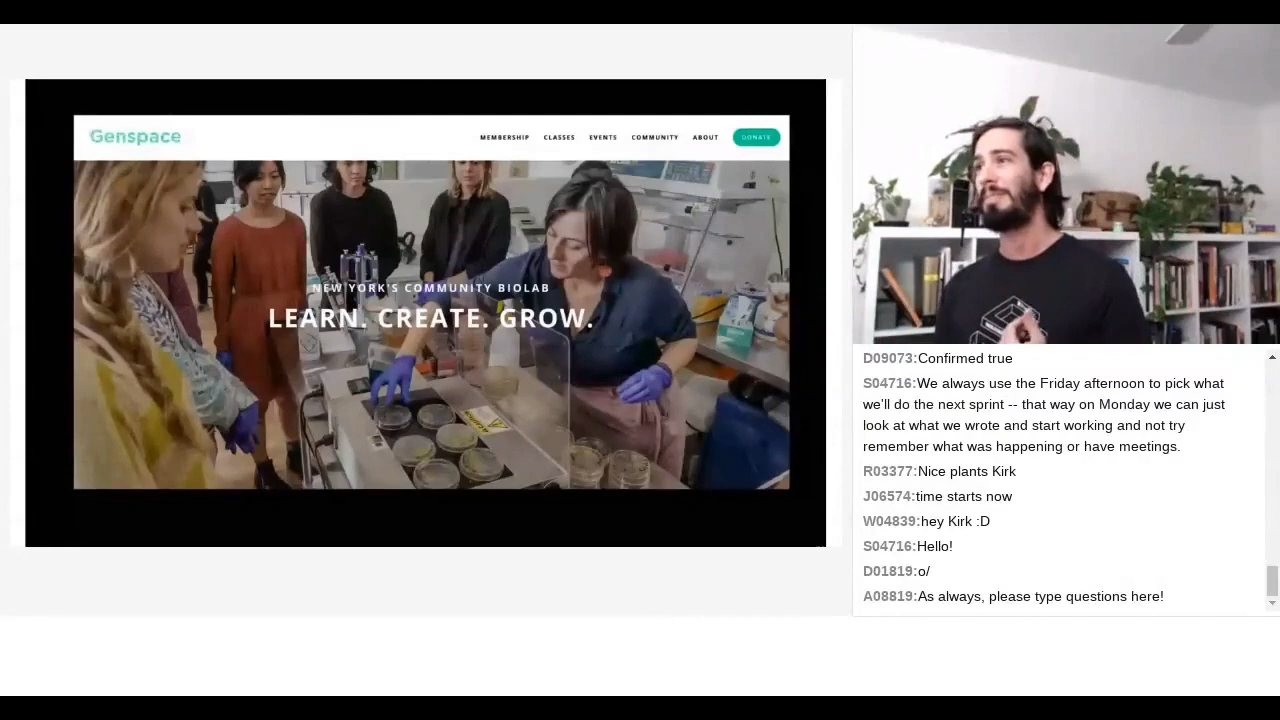 Genspace
MEMBERSHIP CLASSES EVENTS COMMUNITY ABOUT DONATE
NEW YORK'S COMMUNITY BIOLAB
LEARN. CREATE. GROW.
D09073:Confirmed true
S04716:We always use the Friday afternoon to pick what
we'll do the next sprint -- that way on Monday we can just
look at what we wrote and start working and not try
remember what was happening or have meetings.
R03377:Nice plants Kirk
J06574:time starts now
W04839:hey Kirk :D
S04716:Hello!
D01819:o/
A08819:As always, please type questions here!